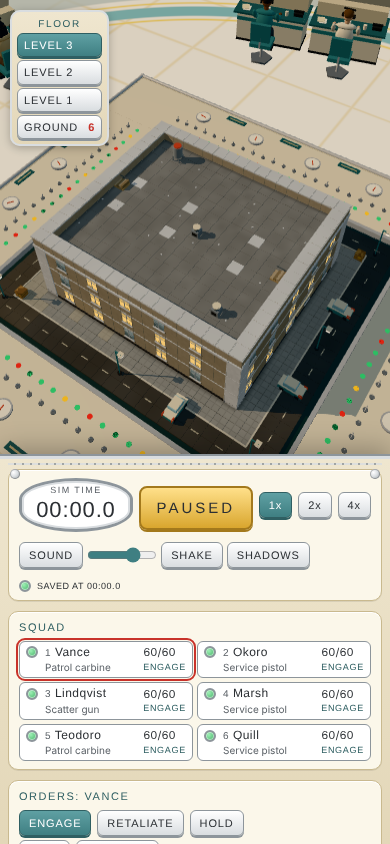 FLOOR
LEVEL 3
LEVEL 2
LEVEL 1
GROUND 6
SIM TIME
00:00.0
PAUSED
1x
2x
4x
SOUND
SHAKE
SHADOWS
SAVED AT 00:00.0
SQUAD
1 Vance 60/60
Patrol carbine ENGAGE
2 Okoro 60/60
Service pistol ENGAGE
3 Lindqvist 60/60
Scatter gun ENGAGE
4 Marsh 60/60
Service pistol ENGAGE
5 Teodoro 60/60
Patrol carbine ENGAGE
6 Quill 60/60
Service pistol ENGAGE
ORDERS: VANCE
ENGAGE
RETALIATE
HOLD